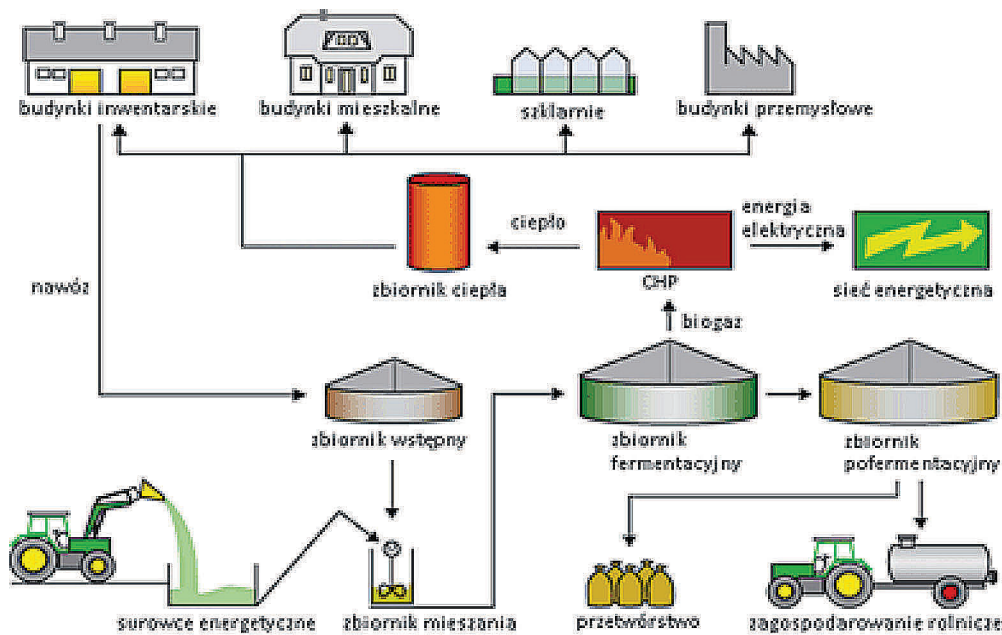 budynki inwentarskie
budynki mieszkalne
szklarnie
budynki przemysłowe
ciepło
energia
elektryczna
zbiornik ciepła
CHP
sieć energetyczna
nawóz
biogaz
zbiornik wstępny
zbiornik
fermentacyjny
zbiornik
pofermentacyjny
surowce energetyczne
zbiornik mieszania
przetwórstwo
zagospodarowanie rolnicze